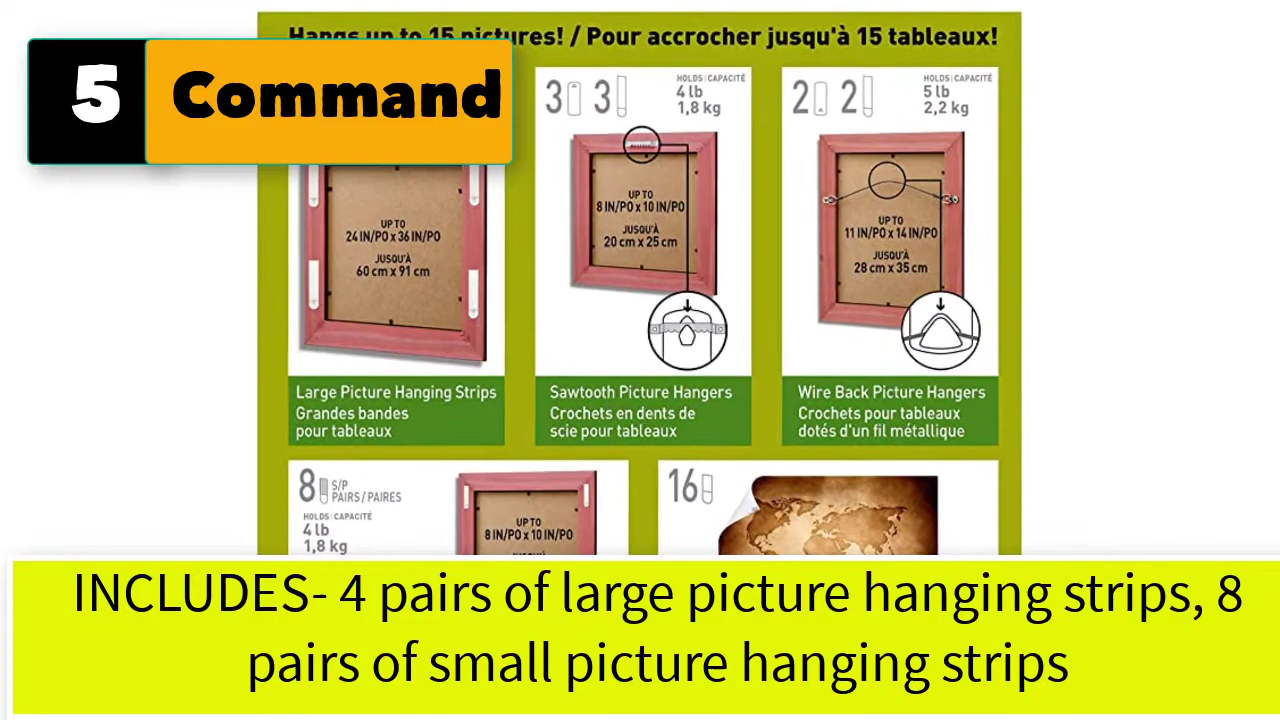 Hangs up to 15 pictures! / Pour accrocher jusqu'à 15 tableaux!
5 Command
UP TO
24 IN/PO x 36 IN/PO
JUSQU'À
60 cm x 91 cm
Large Picture Hanging Strips
Grandes bandes
pour tableaux
3 3
HOLDS | CAPACITÉ
4 lb
1,8 kg
UP TO
8 IN/PO x 10 IN/PO
JUSQU'À
20 cm x 25 cm
Sawtooth Picture Hangers
Crochets en dents de
scie pour tableaux
2 2
HOLDS | CAPACITÉ
5 lb
2,2 kg
UP TO
11 IN/PO x 14 IN/PO
JUSQU'À
28 cm x 35 cm
Wire Back Picture Hangers
Crochets pour tableaux
dotés d'un fil métallique
8 S/P
PAIRS / PAIRES
HOLDS | CAPACITÉ
4 lb
1,8 kg
UP TO
8 IN/PO x 10 IN/PO
16
INCLUDES- 4 pairs of large picture hanging strips, 8
pairs of small picture hanging strips